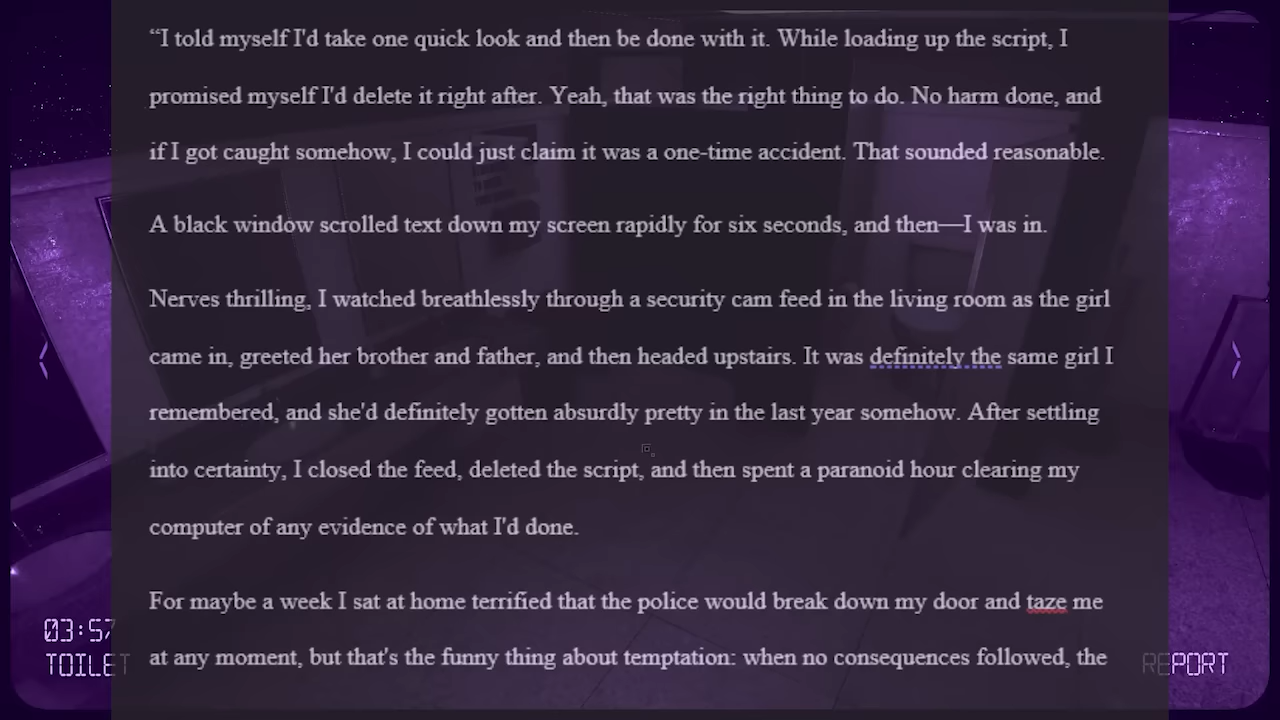 “I told myself I'd take one quick look and then be done with it. While loading up the script, I
promised myself I'd delete it right after. Yeah, that was the right thing to do. No harm done, and
if I got caught somehow, I could just claim it was a one-time accident. That sounded reasonable.
A black window scrolled text down my screen rapidly for six seconds, and then—I was in.
Nerves thrilling, I watched breathlessly through a security cam feed in the living room as the girl
came in, greeted her brother and father, and then headed upstairs. It was definitely the same girl I
remembered, and she'd definitely gotten absurdly pretty in the last year somehow. After settling
into certainty, I closed the feed, deleted the script, and then spent a paranoid hour clearing my
computer of any evidence of what I'd done.
For maybe a week I sat at home terrified that the police would break down my door and taze me
at any moment, but that's the funny thing about temptation: when no consequences followed, the
03:57
TOILET
REPORT